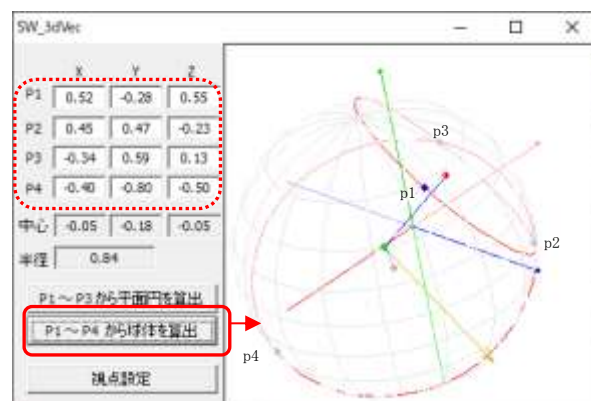 SW_3dVec
X Y Z
P1 0.52 -0.28 0.55
P2 0.45 0.47 -0.23
P3 -0.34 0.59 0.13
P4 -0.40 -0.80 -0.50
中心 -0.05 -0.18 -0.05
半径 0.84
P1～P3から平面円を算出
P1～P4 から球体を算出
視点設定
p3
p1
p2
p4